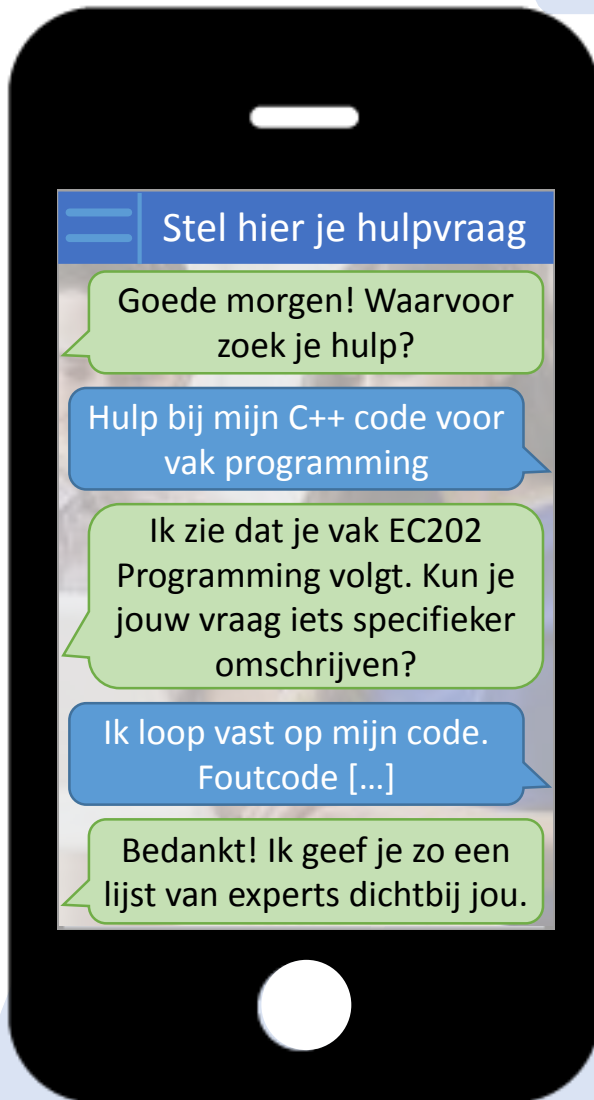 Stel hier je hulpvraag
Goede morgen! Waarvoor
zoek je hulp?
Hulp bij mijn C++ code voor
vak programming
Ik zie dat je vak EC202
Programming volgt. Kun je
jouw vraag iets specifieker
omschrijven?
Ik loop vast op mijn code.
Foutcode [...]
Bedankt! Ik geef je zo een
lijst van experts dichtbij jou.